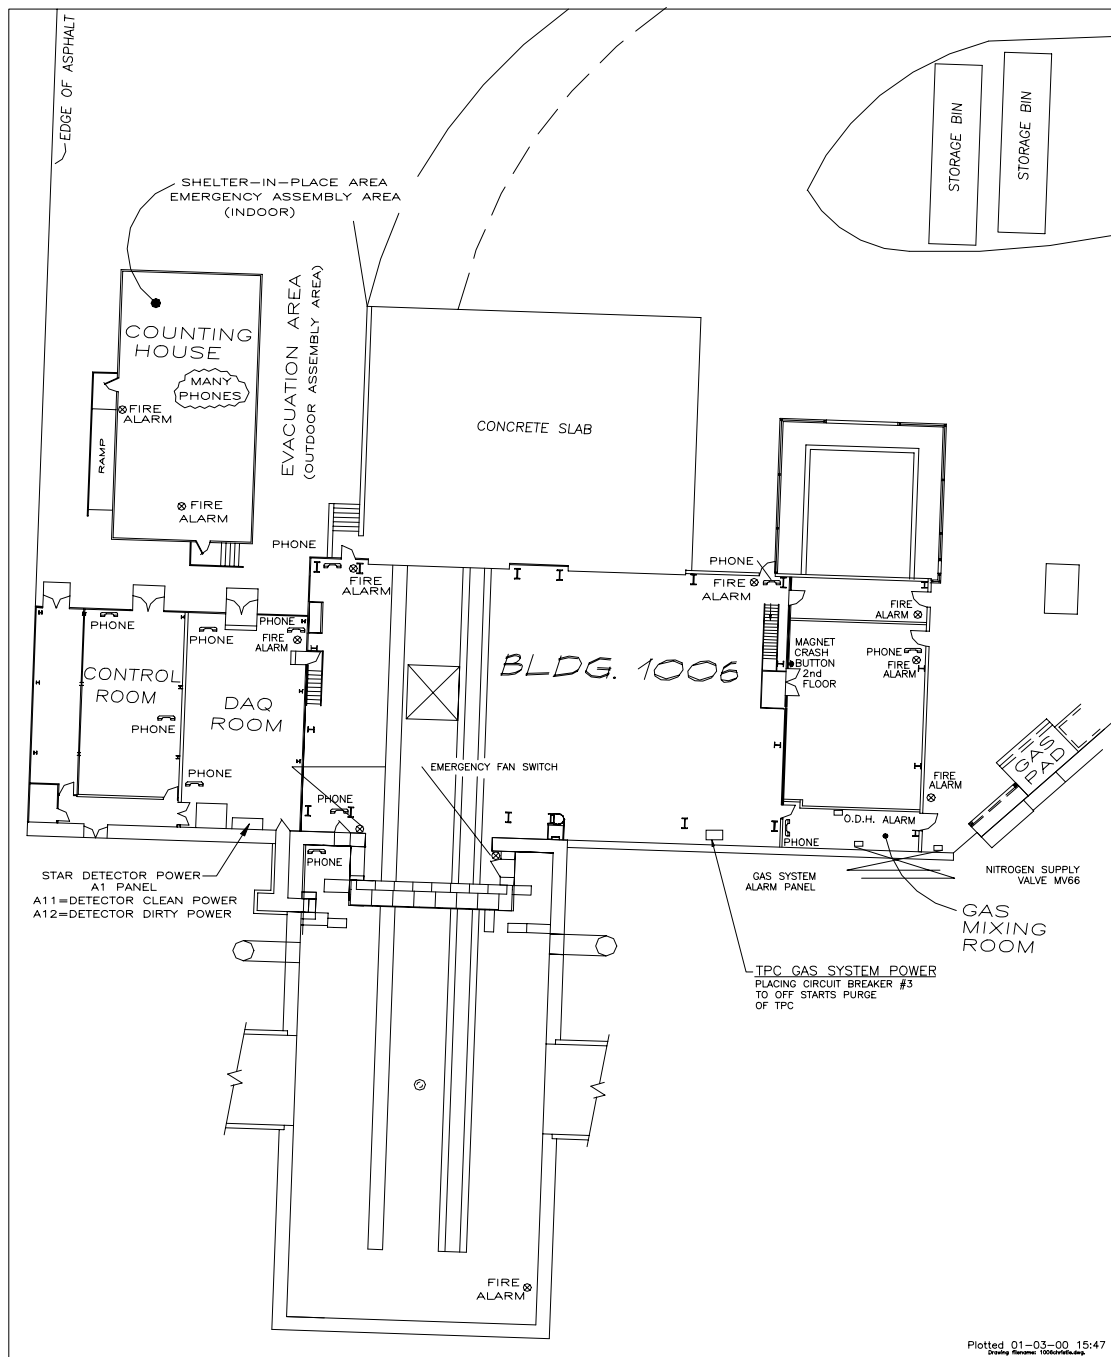 EDGE OF ASPHALT
STORAGE BIN
STORAGE BIN
SHELTER-IN-PLACE AREA
EMERGENCY ASSEMBLY AREA
(INDOOR)
COUNTING
HOUSE
MANY
PHONES
FIRE
ALARM
RAMP
FIRE
ALARM
EVACUATION AREA
(OUTDOOR ASSEMBLY AREA)
CONCRETE SLAB
PHONE
FIRE
ALARM
PHONE
FIRE
ALARM
PHONE
PHONE
PHONE
FIRE
ALARM
CONTROL
ROOM
PHONE
DAQ
ROOM
PHONE
BLDG. 1006
MAGNET
CRASH
BUTTON
2nd
FLOOR
FIRE
ALARM
PHONE
FIRE
ALARM
EMERGENCY FAN SWITCH
PHONE
PHONE
GAS
PAD
FIRE
ALARM
O.D.H. ALARM
PHONE
STAR DETECTOR POWER
A1 PANEL
A11=DETECTOR CLEAN POWER
A12=DETECTOR DIRTY POWER
GAS SYSTEM
ALARM PANEL
NITROGEN SUPPLY
VALVE MV66
GAS
MIXING
ROOM
TPC GAS SYSTEM POWER
PLACING CIRCUIT BREAKER #3
TO OFF STARTS PURGE
OF TPC
FIRE
ALARM
Plotted 01-03-00 15:47